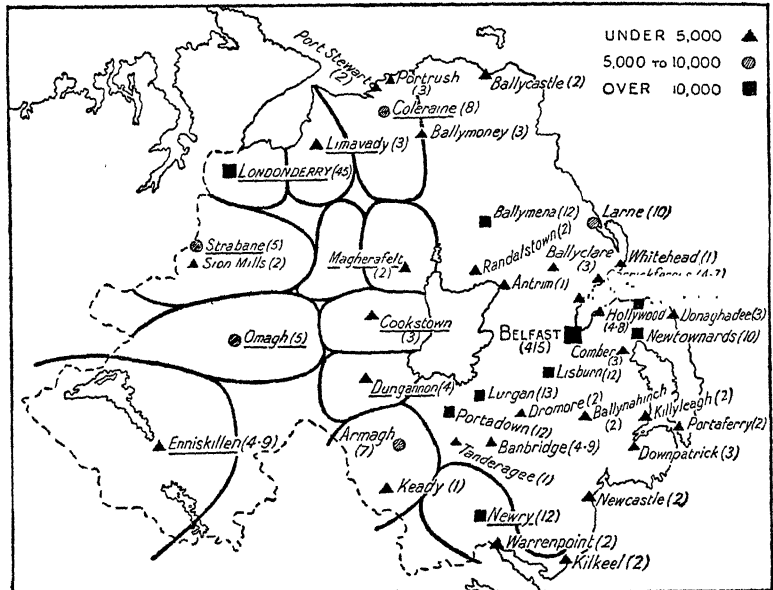 UNDER 5,000
5,000 TO 10,000
OVER 10,000
Port Stewart
(2)
Portrush
(3)
Ballycastle (2)
Coleraine (8)
Ballymoney (3)
Limavady (3)
LONDONDERRY (45)
Ballymena (12)
Larne (10)
Strabane (5)
Sion Mills (2)
Magherafelt
(2)
Randalstown (2)
Ballyclare
(3)
Whitehead (1)
Antrim (1)
Cookstown
(3)
Omagh (5)
BELFAST
(415)
Hollywood
(4·8)
Donaghadee (3)
Newtownards (10)
Comber
(3)
Lisburn
(12)
Dungannon (4)
Lurgan (13)
Portadown
(12)
Dromore (2)
Ballynahinch
(2)
Killyleagh (2)
Portaferry (2)
Armagh
(7)
Enniskillen (4·9)
Tanderagee (1)
Banbridge (4·9)
Downpatrick (3)
Keady (1)
Newry (12)
Newcastle (2)
Warrenpoint (2)
Kilkeel (2)